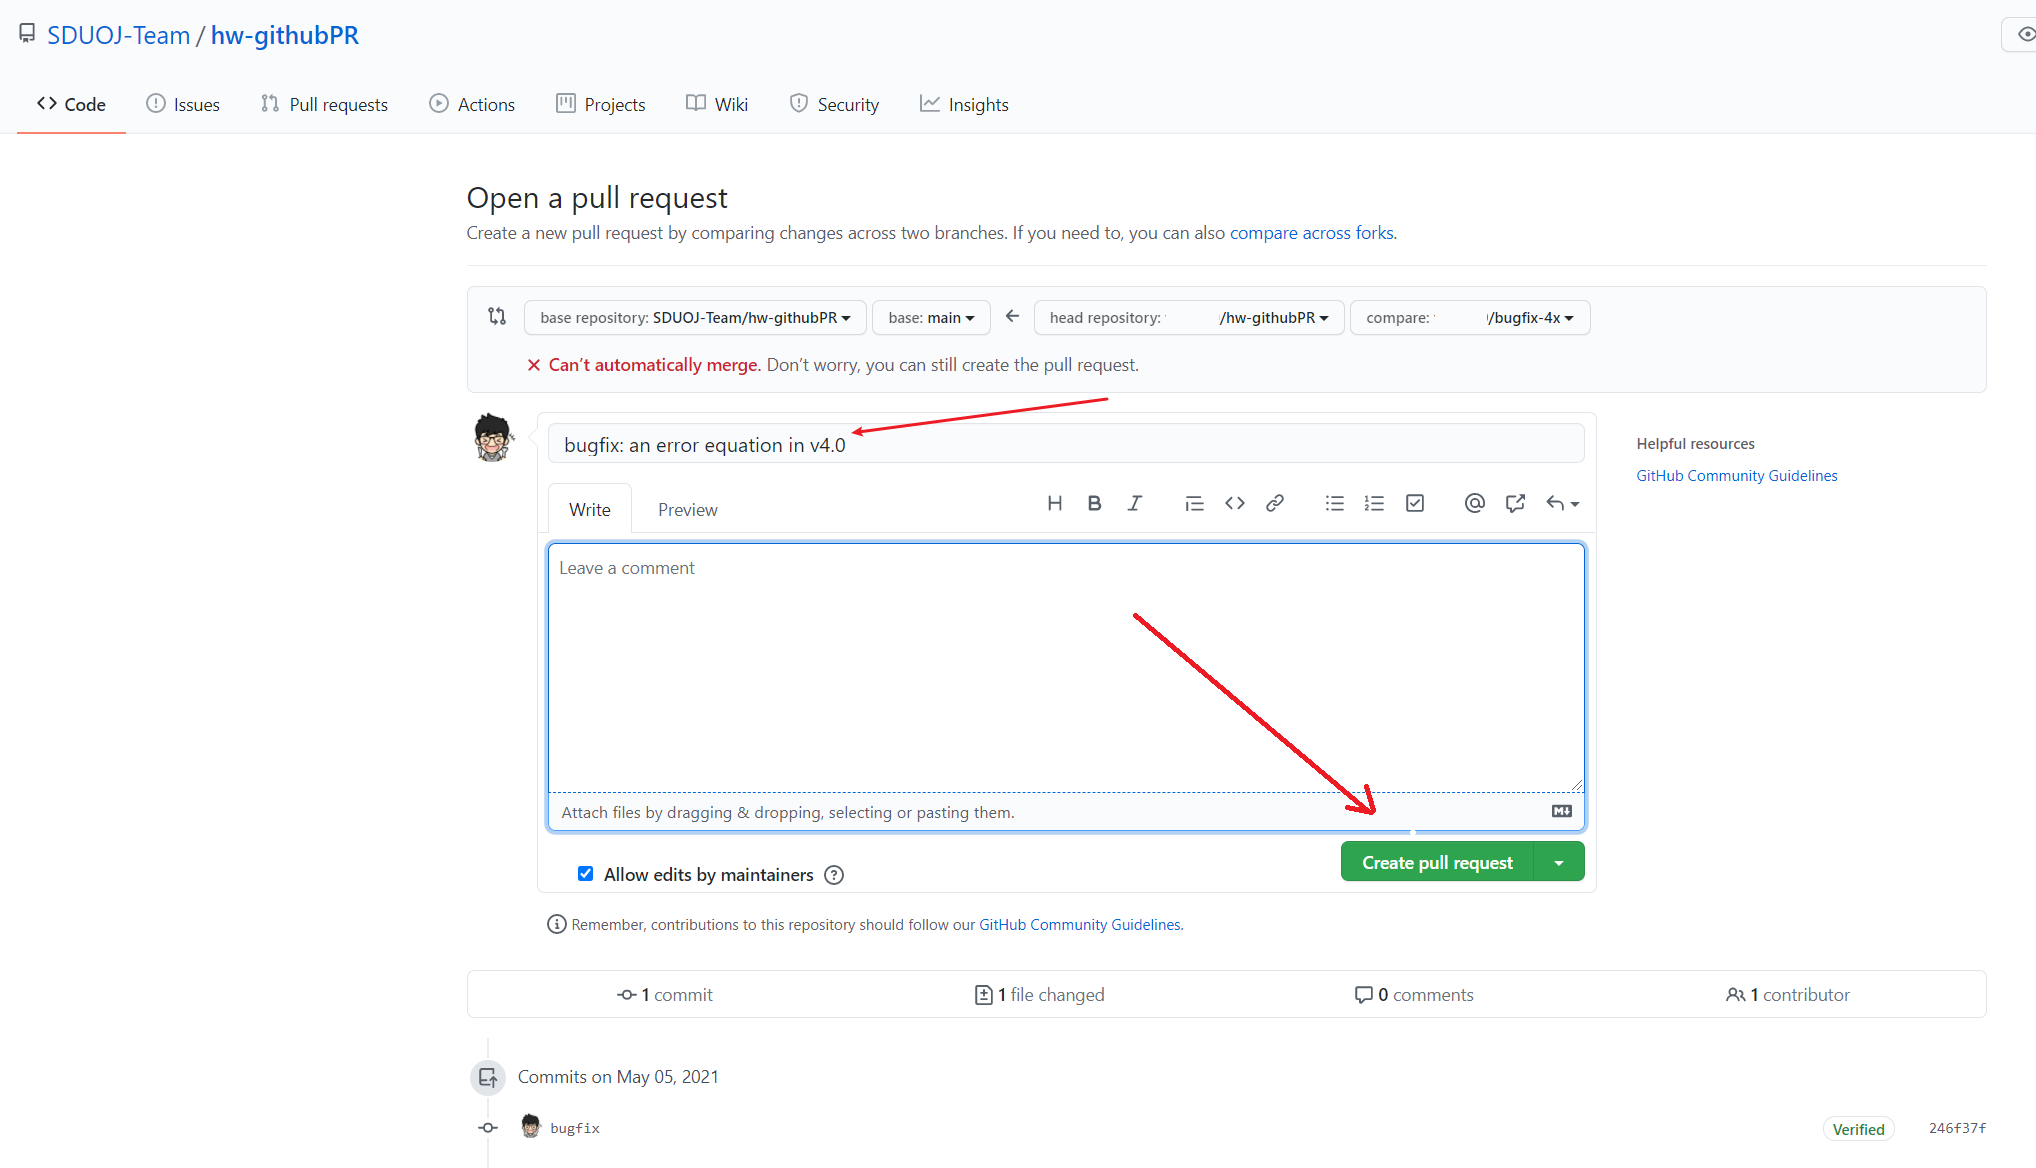 SDUOJ-Team / hw-githubPR
Code Issues Pull requests Actions Projects Wiki Security Insights
Open a pull request
Create a new pull request by comparing changes across two branches. If you need to, you can also compare across forks.
base repository: SDUOJ-Team/hw-githubPR base: main head repository: /hw-githubPR compare: /bugfix-4x
Can’t automatically merge. Don’t worry, you can still create the pull request.
bugfix: an error equation in v4.0
Helpful resources
GitHub Community Guidelines
Write Preview
Leave a comment
Attach files by dragging & dropping, selecting or pasting them.
Allow edits by maintainers
Create pull request
Remember, contributions to this repository should follow our GitHub Community Guidelines.
1 commit 1 file changed 0 comments 1 contributor
Commits on May 05, 2021
bugfix Verified 246f37f